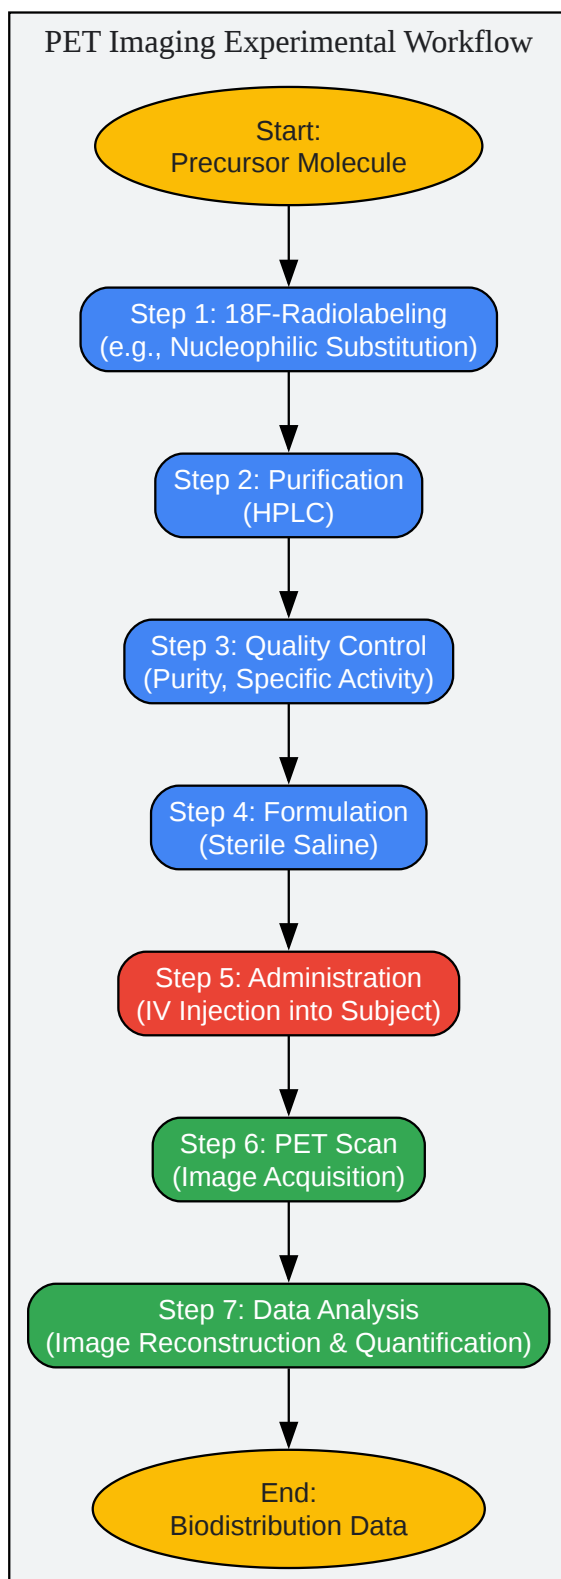 PET Imaging Experimental Workflow
Start:
Precursor Molecule
Step 1: 18F-Radiolabeling
(e.g., Nucleophilic Substitution)
Step 2: Purification
(HPLC)
Step 3: Quality Control
(Purity, Specific Activity)
Step 4: Formulation
(Sterile Saline)
Step 5: Administration
(IV Injection into Subject)
Step 6: PET Scan
(Image Acquisition)
Step 7: Data Analysis
(Image Reconstruction & Quantification)
End:
Biodistribution Data